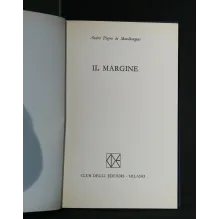 André Pieyre de Mandiargues
IL MARGINE
CLUB DEGLI EDITORI - MILANO